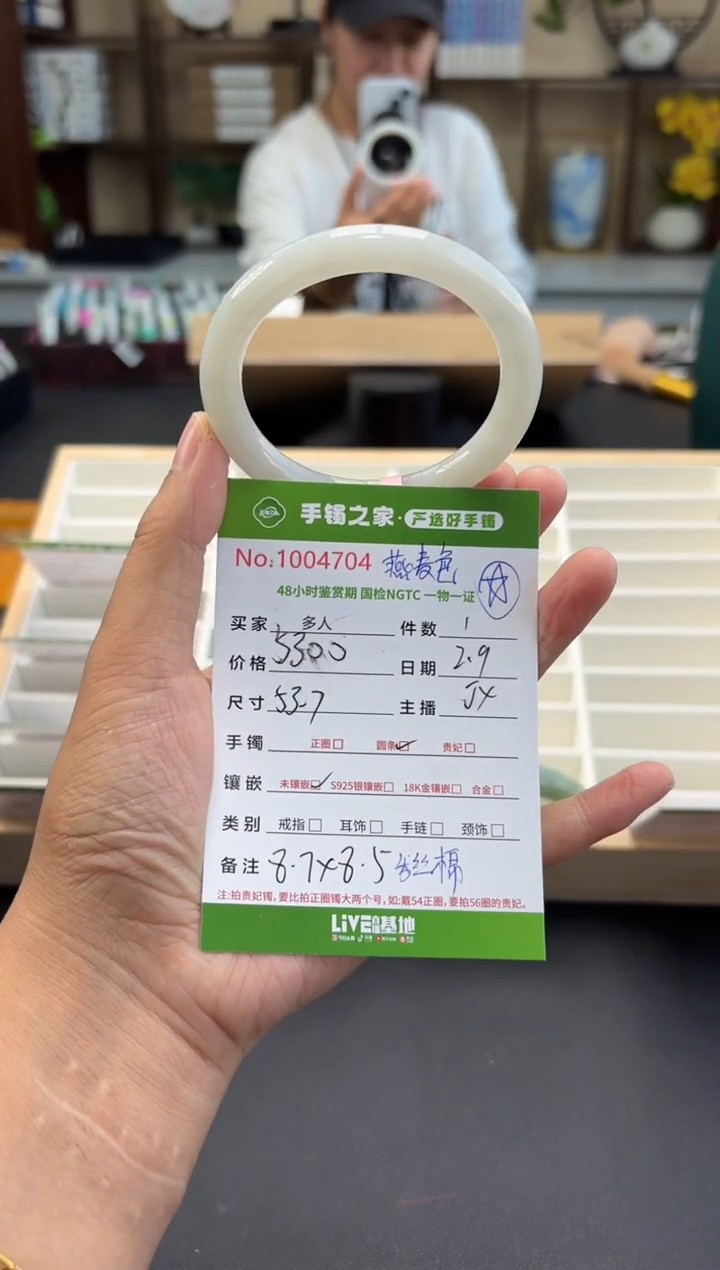 手镯之家·严选好手镯
No:1004704 燕麦色
48小时鉴赏期 国检NGTC 一物一证
买家 多人 件数 1
价格 5300 日期 2.9
尺寸 53.7 主播 JX
手镯 正圈□ 圆条☑ 贵妃□
镶嵌 未镶嵌☑ S925银镶嵌□ 18K金镶嵌□ 合金□
类别 戒指□ 耳饰□ 手链□ 颈饰□
备注 8.7×8.5 丝棉
注:拍贵妃镯,要比拍正圈镯大两个号,如:戴54正圈,要拍56圈的贵妃。
LIVE 基地